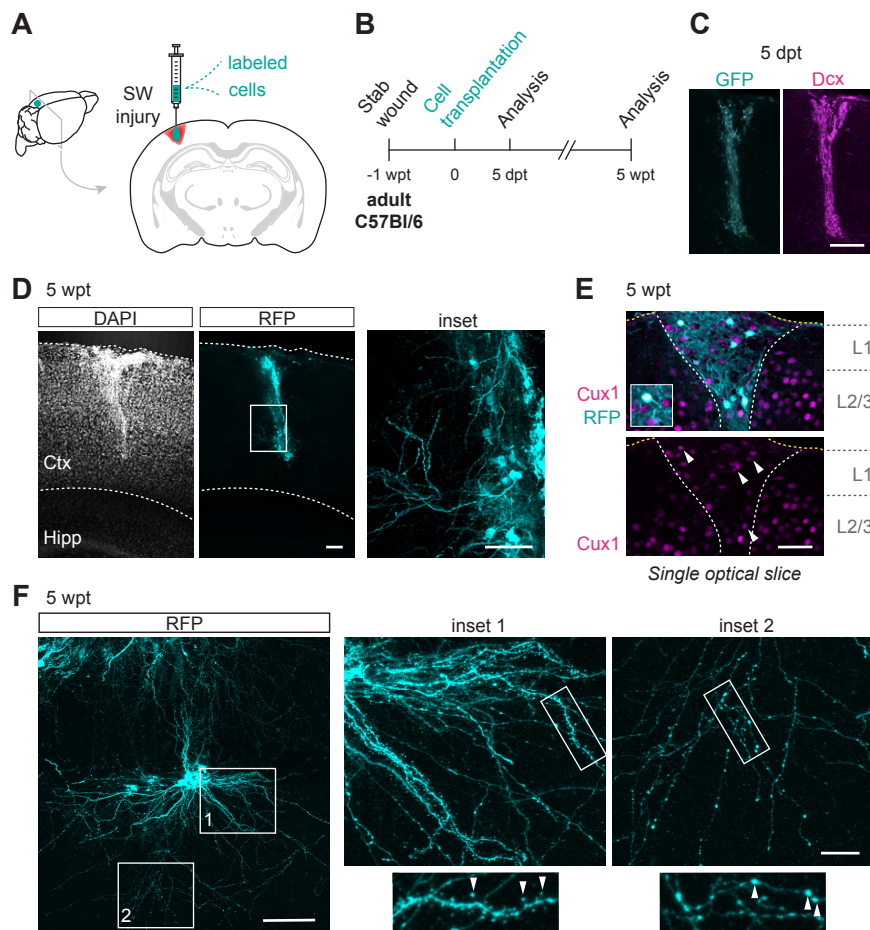 A
SW
injury
labeled
cells
B
Stab
wound
Cell
transplantation
Analysis
Analysis
-1 wpt
0
5 dpt
5 wpt
adult
C57Bl/6
C
5 dpt
GFP
Dcx
D
5 wpt
DAPI
RFP
inset
Ctx
Hipp
E
5 wpt
Cux1
RFP
L1
L2/3
Cux1
L1
L2/3
Single optical slice
F
5 wpt
RFP
inset 1
inset 2
1
2